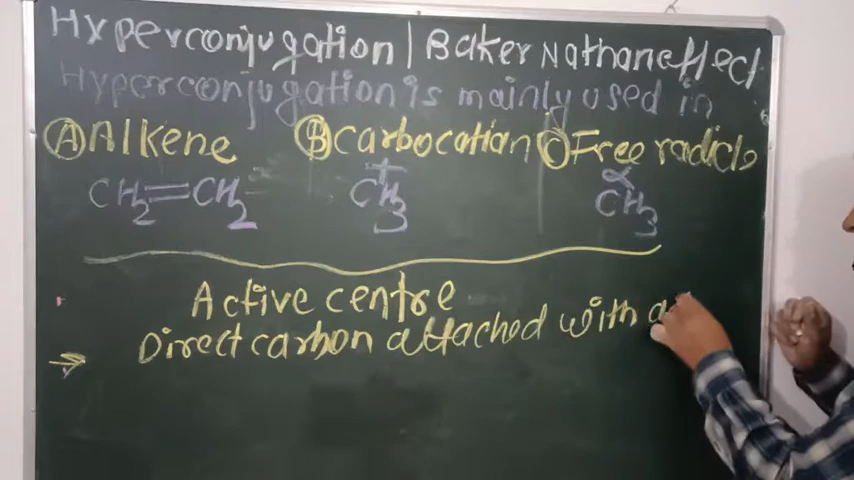 Hyperconjugation | Baker Nathan effect
Hyperconjugation is mainly used in
(A) Alkene (B) carbocation (C) Free radicle
CH2=CH2 +CH3 CH3
Active centre
→ Direct carbon attached with a